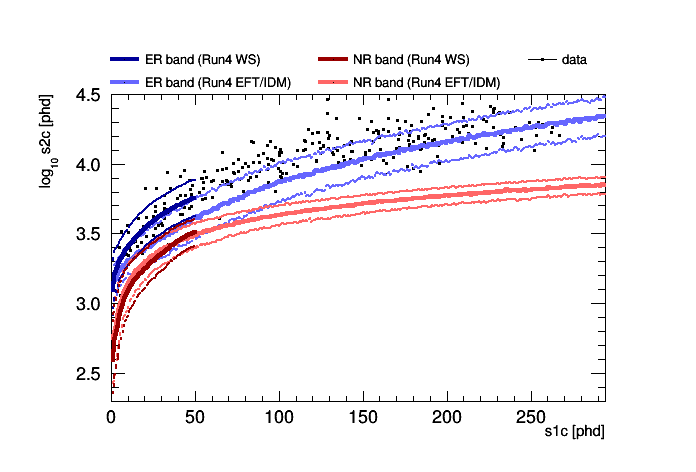 ER band (Run4 WS) NR band (Run4 WS) data
ER band (Run4 EFT/IDM) NR band (Run4 EFT/IDM)
log10 s2c [phd]
4.5
4.0
3.5
3.0
2.5
0 50 100 150 200 250
s1c [phd]